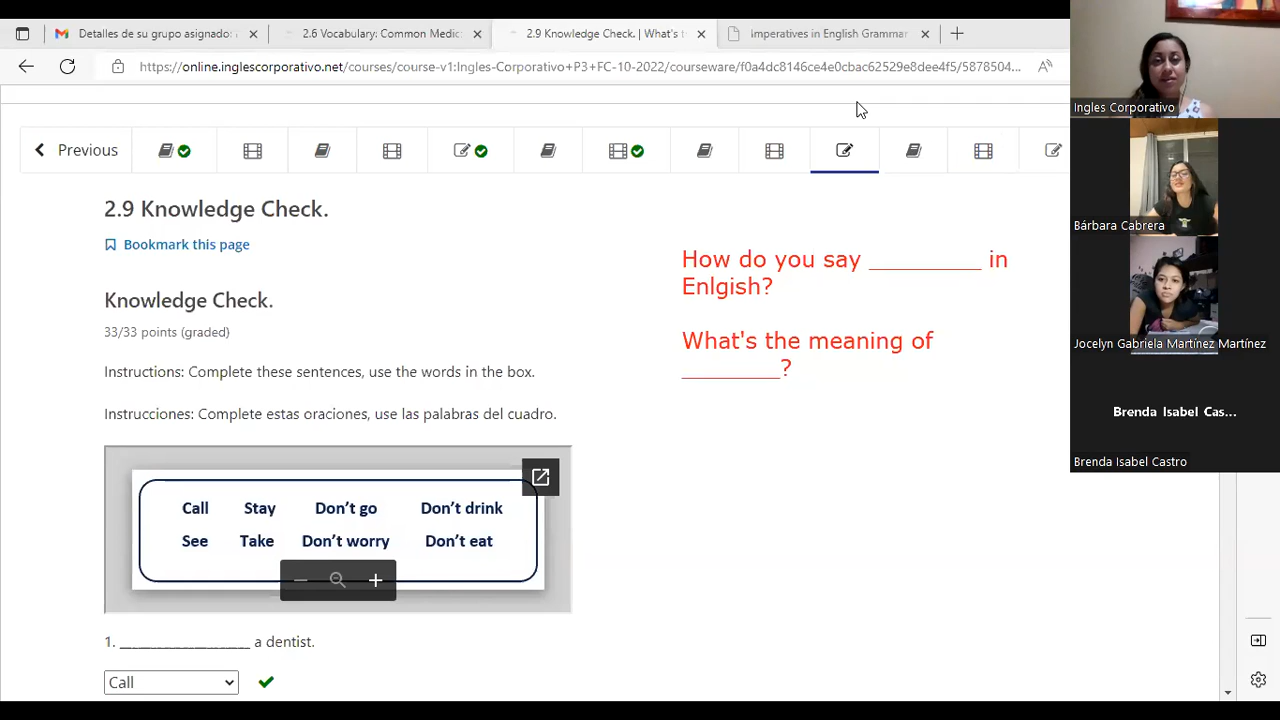 Detalles de su grupo asignado:
2.6 Vocabulary: Common Medic
2.9 Knowledge Check. | What's
Imperatives in English Grammar
https://online.inglescorporativo.net/courses/course-v1:Ingles-Corporativo+P3+FC-10-2022/courseware/f0a4dc8146ce4e0cbac62529e8dee4f5/5878504...
Previous
2.9 Knowledge Check.
Bookmark this page
Knowledge Check.
33/33 points (graded)
Instructions: Complete these sentences, use the words in the box.
Instrucciones: Complete estas oraciones, use las palabras del cuadro.
Call Stay Don't go Don't drink
See Take Don't worry Don't eat
1. ____________________ a dentist.
Call
How do you say _________ in
Enlgish?
What's the meaning of
________?
Ingles Corporativo
Bárbara Cabrera
Jocelyn Gabriela Martínez Martínez
Brenda Isabel Cas...
Brenda Isabel Castro